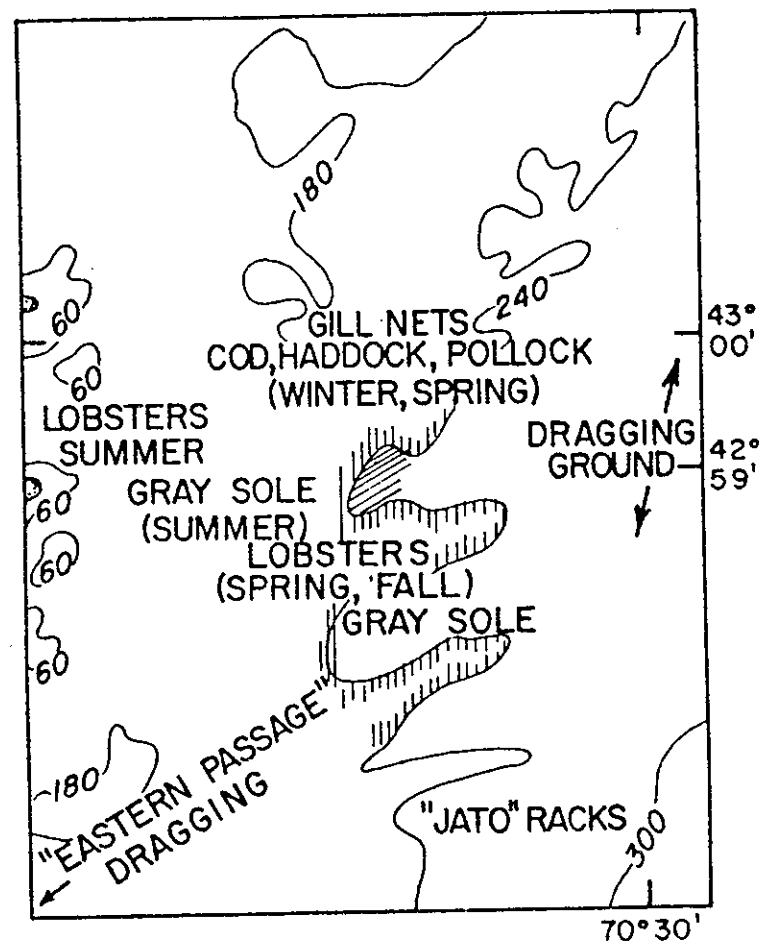 180
240
60
GILL NETS
43°
00'
COD, HADDOCK, POLLOCK
(WINTER, SPRING)
60
LOBSTERS
SUMMER
DRAGGING
GROUND
42°
59'
60
GRAY SOLE
(SUMMER)
LOBSTERS
(SPRING, FALL)
60
GRAY SOLE
60
"EASTERN PASSAGE"
DRAGGING
180
"JATO" RACKS
300
70° 30'